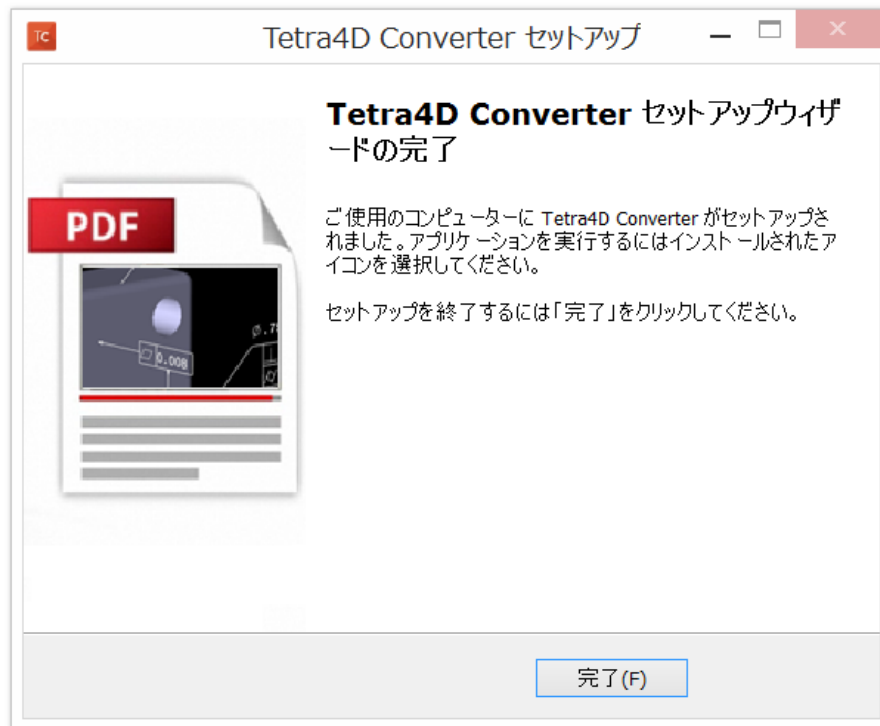 TC
Tetra4D Converter セットアップ
Tetra4D Converter セットアップウィザ
ードの完了
PDF
ご使用のコンピューターに Tetra4D Converter がセットアップさ
れました。アプリケーションを実行するにはインストールされたア
イコンを選択してください。
セットアップを終了するには「完了」をクリックしてください。
0.008
完了(F)